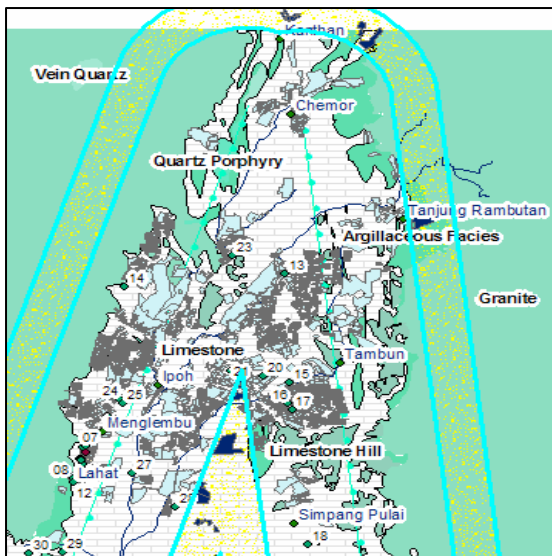 Kanthan
Vein Quartz
Chemor
Quartz Porphyry
Tanjung Rambutan
Argillaceous Facies
23
13
14
Granite
Limestone
Tambun
20
15
Ipoh
24
25
16
17
Menglembu
07
Limestone Hill
08
Lahat
27
12
Simpang Pulai
18
30
29